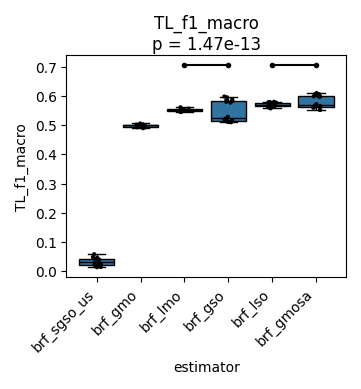 TL_f1_macro
p = 1.47e-13
TL_f1_macro
0.7
0.6
0.5
0.4
0.3
0.2
0.1
0.0
brf_sgso_us
brf_gmo
brf_lmo
brf_gso
brf_lso
brf_gmosa
estimator